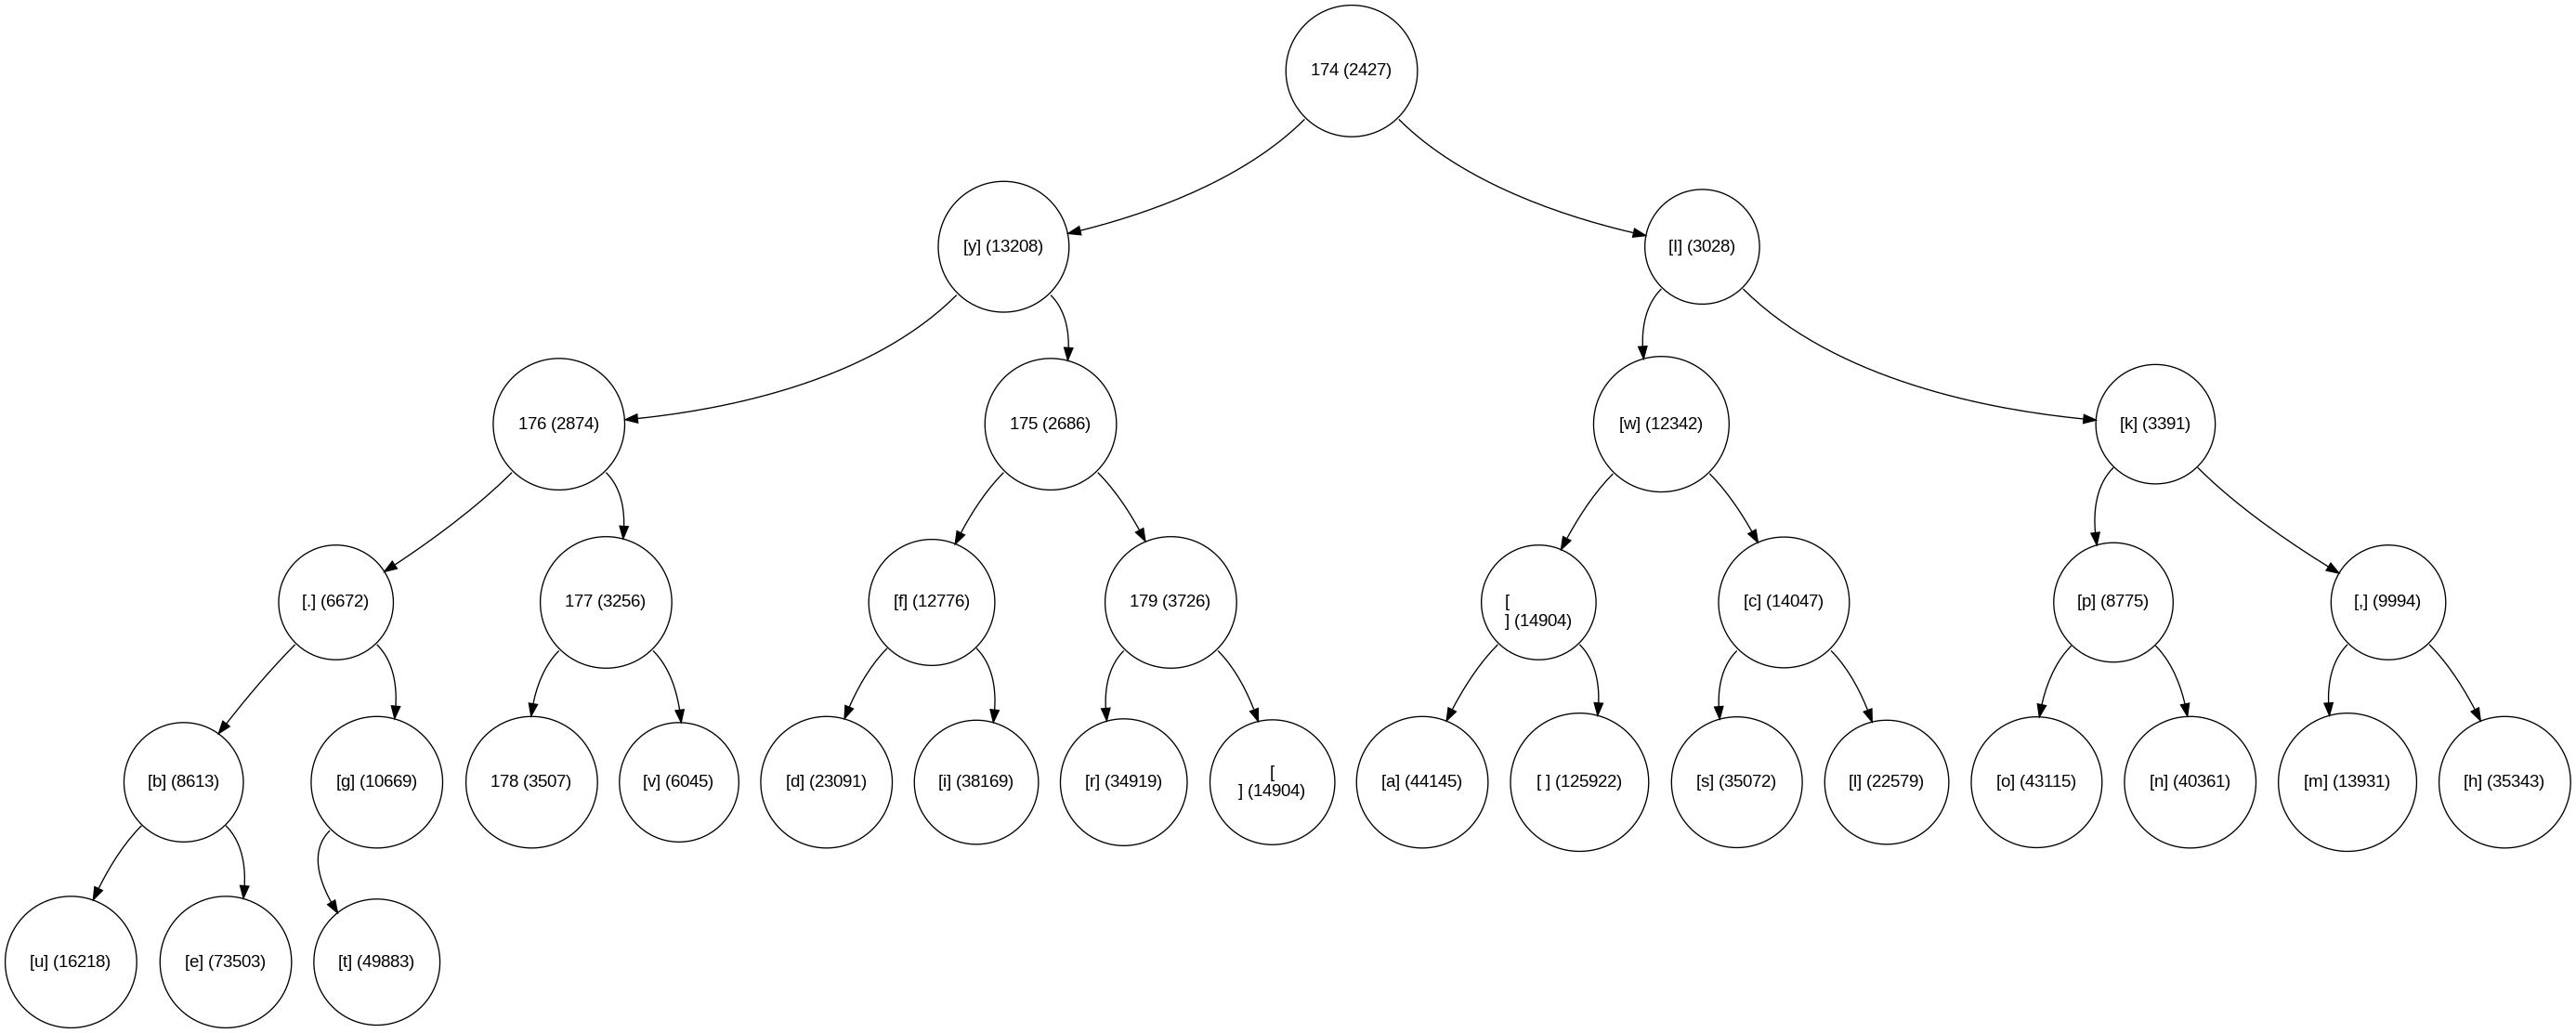 174 (2427)
[y] (13208)
[I] (3028)
176 (2874)
175 (2686)
[w] (12342)
[k] (3391)
[.] (6672)
177 (3256)
[f] (12776)
179 (3726)
[
] (14904)
[c] (14047)
[p] (8775)
[,] (9994)
[b] (8613)
[g] (10669)
178 (3507)
[v] (6045)
[d] (23091)
[i] (38169)
[r] (34919)
[
] (14904)
[a] (44145)
[ ] (125922)
[s] (35072)
[l] (22579)
[o] (43115)
[n] (40361)
[m] (13931)
[h] (35343)
[u] (16218)
[e] (73503)
[t] (49883)